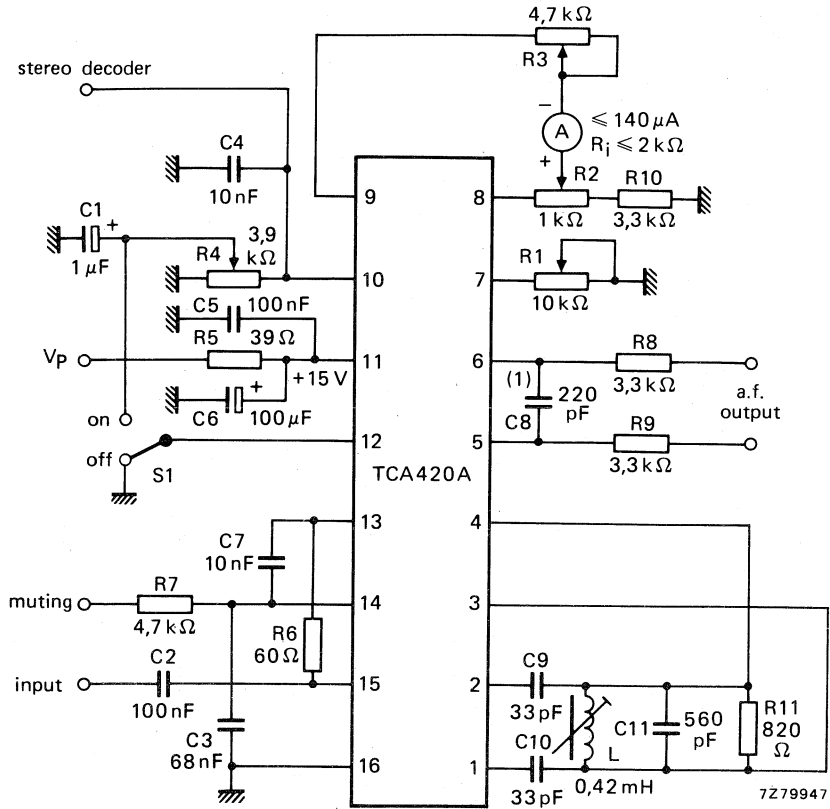 4,7 kΩ
R3
stereo decoder
−
A
≤ 140 μA
Ri ≤ 2 kΩ
+
C4
10 nF
9
8
R2
1 kΩ
R10
3,3 kΩ
C1
+
1 μF
R4
3,9
kΩ
10
7
R1
10 kΩ
C5
100 nF
R5
39 Ω
VP
11
+15 V
+
C6
100 μF
6
R8
3,3 kΩ
(1)
220
pF
C8
a.f.
output
on
off
S1
12
5
R9
3,3 kΩ
TCA420A
13
4
C7
10 nF
muting
R7
4,7 kΩ
14
3
R6
60 Ω
C2
input
100 nF
15
2
C9
33 pF
C3
68 nF
C11
560
pF
R11
820
Ω
L
C10
16
1
33 pF
0,42 mH
7Z79947